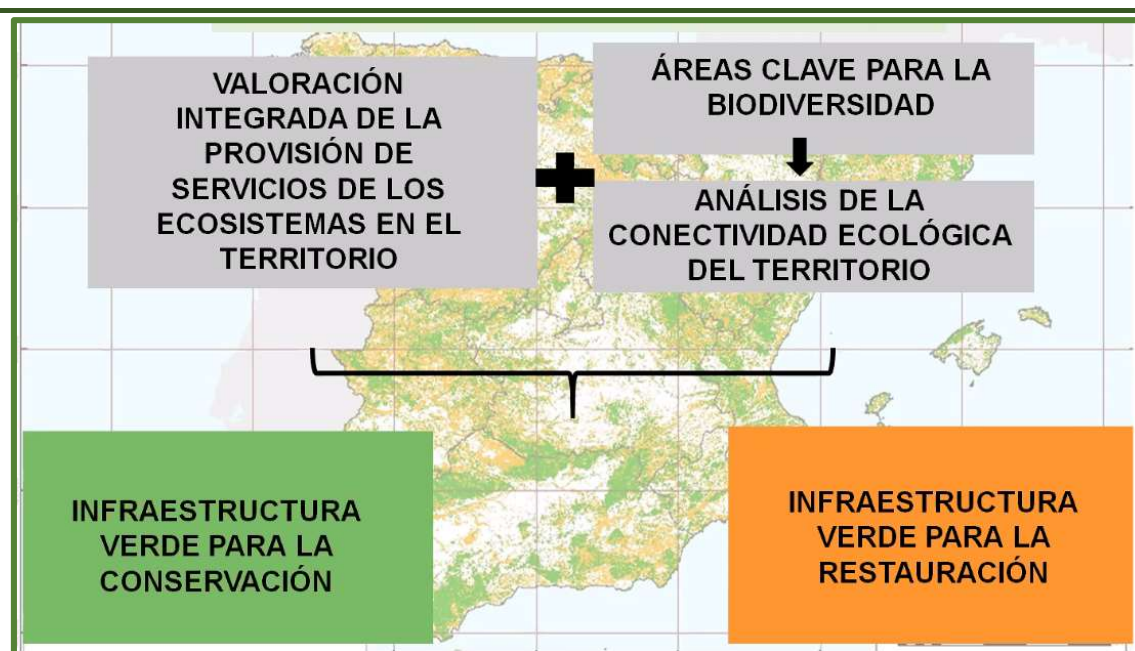 VALORACIÓN
INTEGRADA DE LA
PROVISIÓN DE
SERVICIOS DE LOS
ECOSISTEMAS EN EL
TERRITORIO
ÁREAS CLAVE PARA LA
BIODIVERSIDAD
ANÁLISIS DE LA
CONECTIVIDAD ECOLÓGICA
DEL TERRITORIO
INFRAESTRUCTURA
VERDE PARA LA
CONSERVACIÓN
INFRAESTRUCTURA
VERDE PARA LA
RESTAURACIÓN